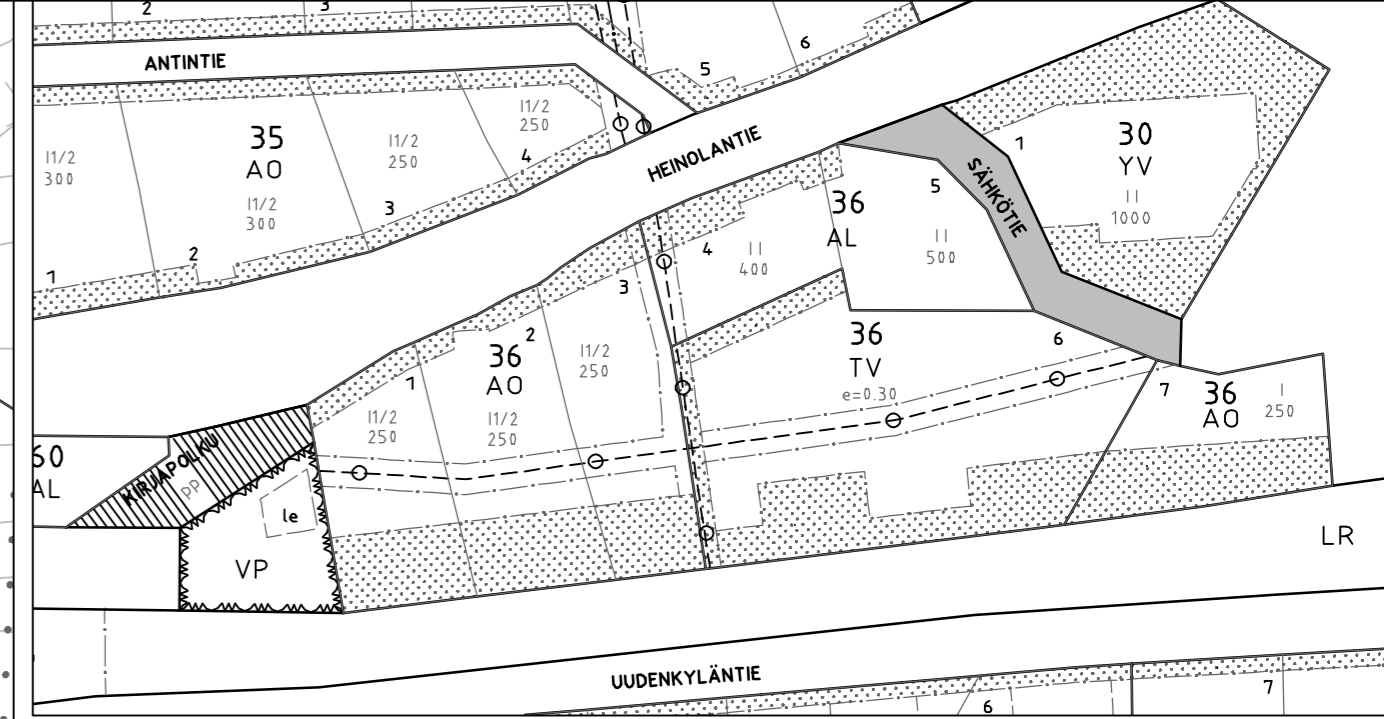 2
3
ANTINTIE
5
6
I1/2
250
35
AO
I1/2
300
I1/2
250
I1/2
300
4
3
2
1
HEINOLANTIE
1
30
YV
II
1000
SÄHKÖTIE
5
36
AL
II
500
4
II
400
3
2
36
AO
I1/2
250
1
I1/2
250
I1/2
250
36
TV
e=0.30
6
7
36
AO
I
250
60
AL
KIRJAPOLKU
PP
le
VP
LR
UUDENKYLÄNTIE
6
7